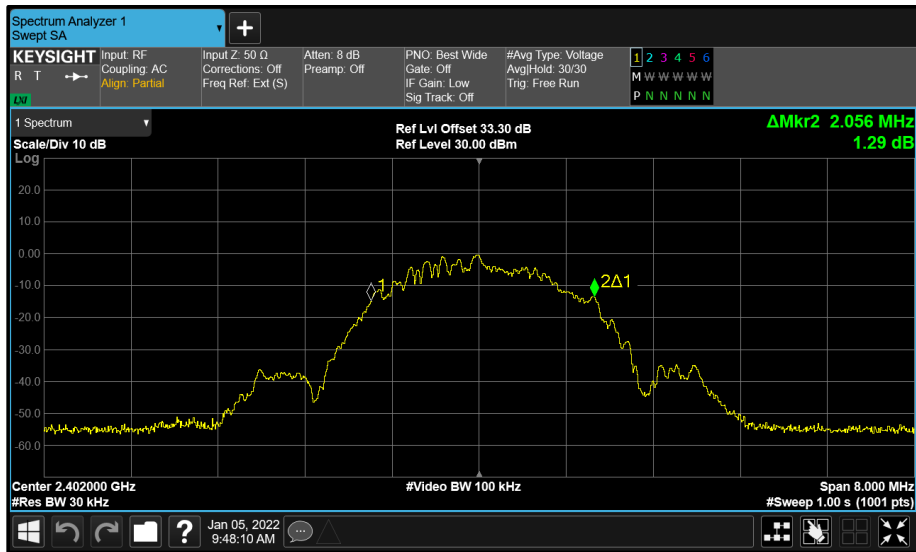 Spectrum Analyzer 1
Swept SA
+
KEYSIGHT
R T
LXI
Input: RF
Coupling: AC
Align: Partial
Input Z: 50 Ω
Corrections: Off
Freq Ref: Ext (S)
Atten: 8 dB
Preamp: Off
PNO: Best Wide
Gate: Off
IF Gain: Low
Sig Track: Off
#Avg Type: Voltage
Avg|Hold: 30/30
Trig: Free Run
1 2 3 4 5 6
M W W W W W
P N N N N N
1 Spectrum
Scale/Div 10 dB
Ref Lvl Offset 33.30 dB
Ref Level 30.00 dBm
ΔMkr2 2.056 MHz
1.29 dB
Log
20.0
10.0
0.00
-10.0
-20.0
-30.0
-40.0
-50.0
-60.0
1
2Δ1
Center 2.402000 GHz
#Video BW 100 kHz
Span 8.000 MHz
#Res BW 30 kHz
#Sweep 1.00 s (1001 pts)
?
Jan 05, 2022
9:48:10 AM